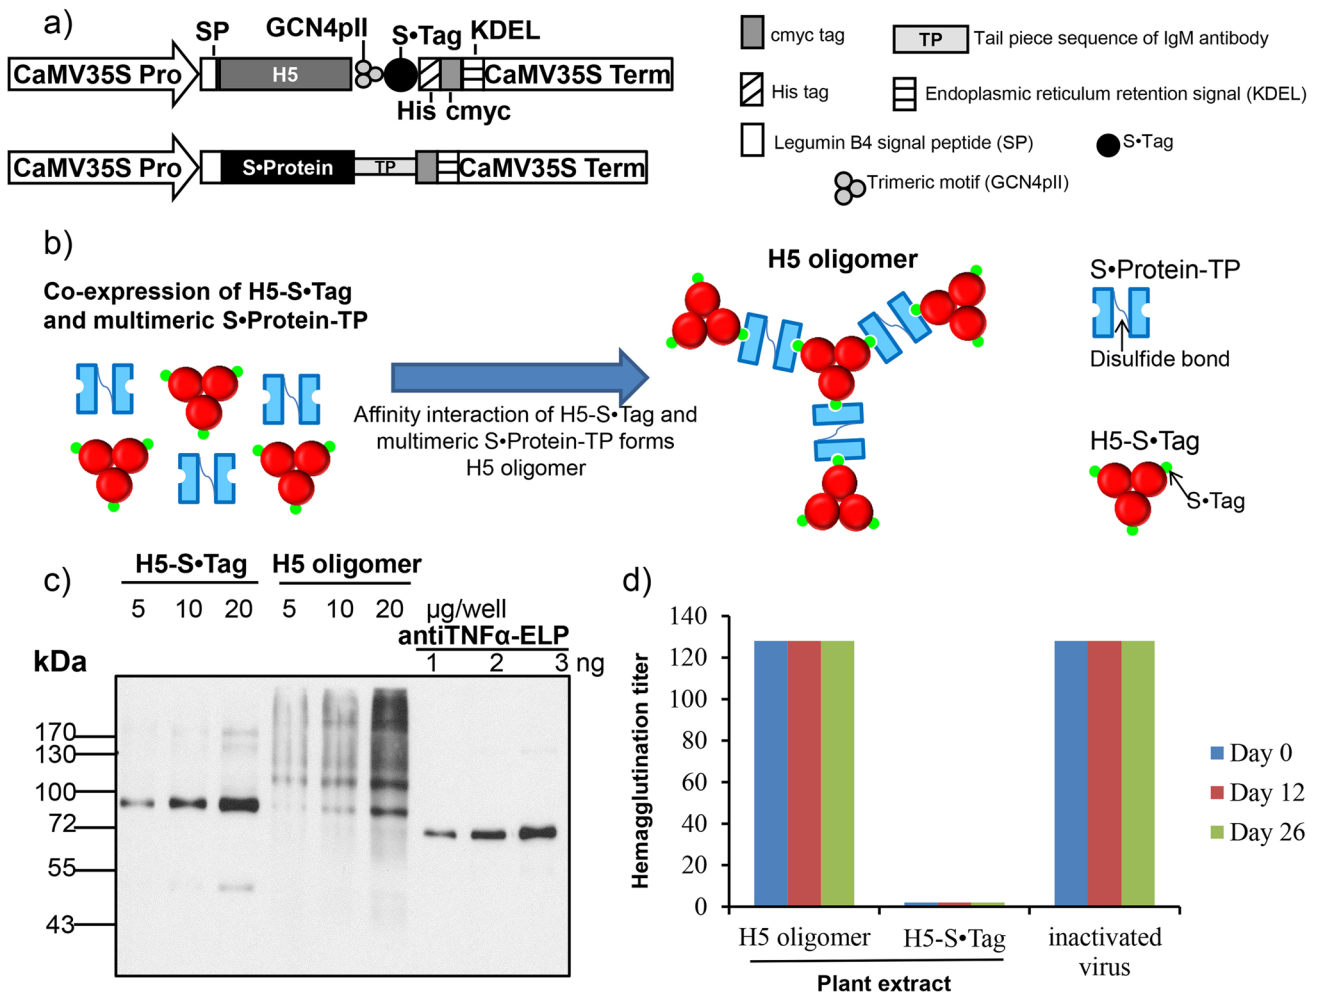 a)
SP
GCN4pII
S•Tag
KDEL
CaMV35S Pro
H5
CaMV35S Term
His
cmyc
CaMV35S Pro
S•Protein
TP
CaMV35S Term
cmyc tag
TP
Tail piece sequence of IgM antibody
His tag
Endoplasmic reticulum retention signal (KDEL)
Legumin B4 signal peptide (SP)
S•Tag
Trimeric motif (GCN4pII)
b)
Co-expression of H5-S•Tag
and multimeric S•Protein-TP
Affinity interaction of H5-S•Tag and
multimeric S•Protein-TP forms
H5 oligomer
H5 oligomer
S•Protein-TP
Disulfide bond
H5-S•Tag
S•Tag
c)
H5-S•Tag
H5 oligomer
5 10 20 5 10 20 µg/well
antiTNFα-ELP
1 2 3 ng
kDa
170
130
100
72
55
43
d)
Hemagglutination titer
140
120
100
80
60
40
20
0
H5 oligomer
H5-S•Tag
inactivated
virus
Plant extract
Day 0
Day 12
Day 26